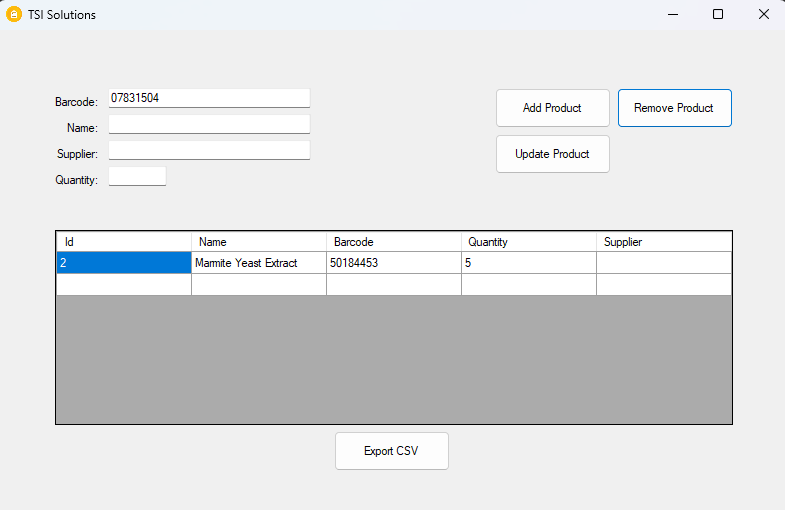 TSI Solutions
Barcode: 07831504
Name:
Supplier:
Quantity:
Add Product Remove Product
Update Product
Id Name Barcode Quantity Supplier
2 Marmite Yeast Extract 50184453 5
Export CSV